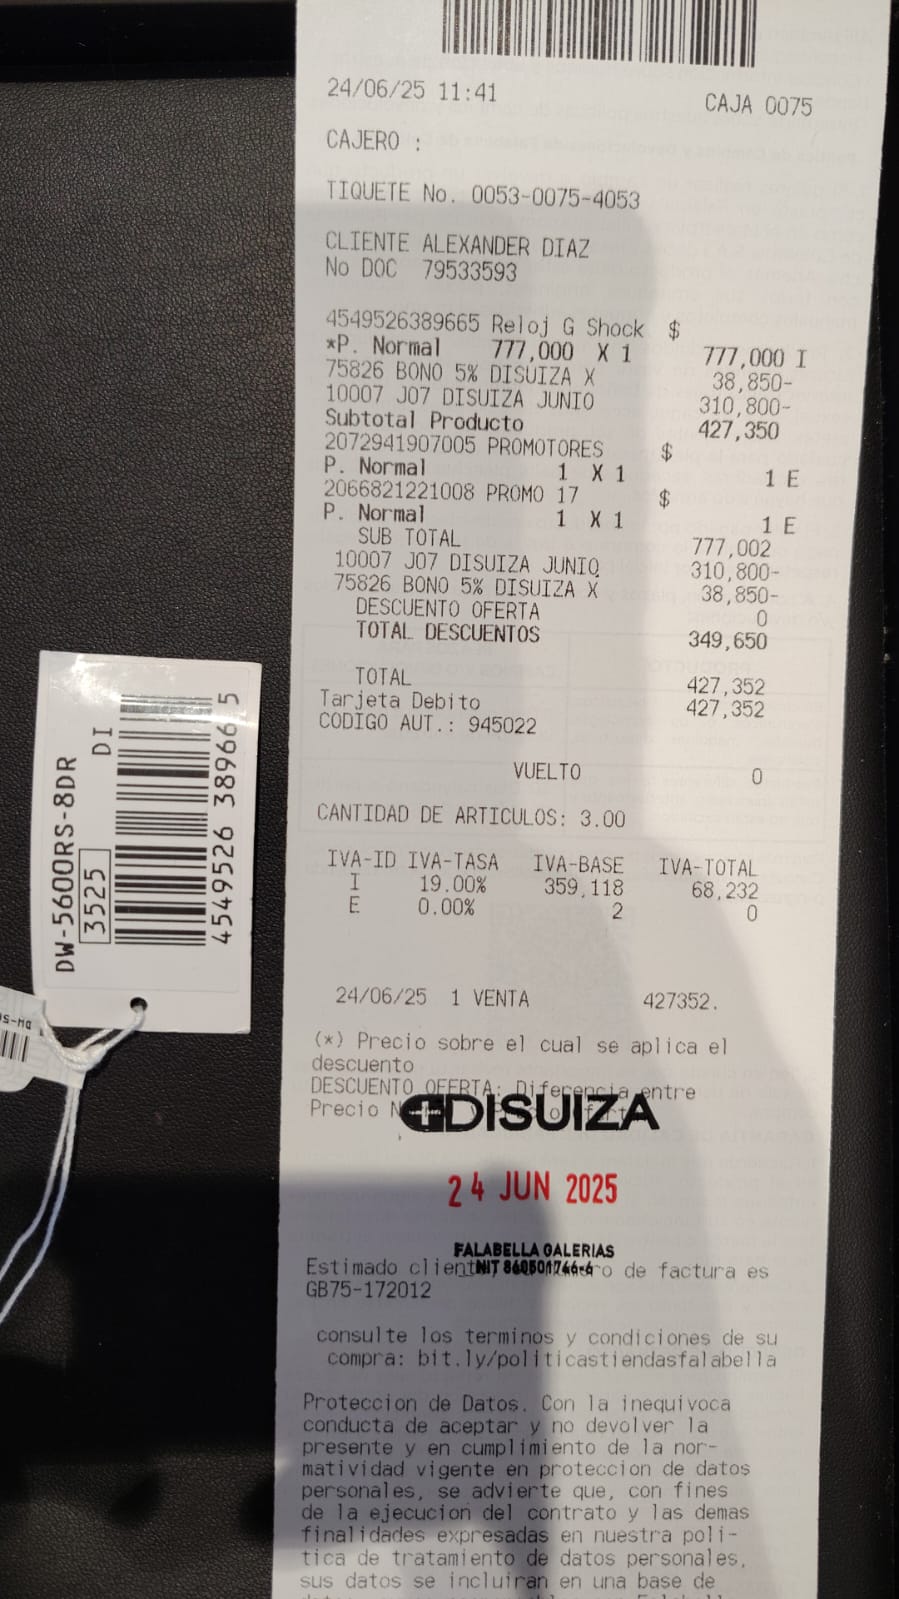 24/06/25 11:41 CAJA 0075
CAJERO :
TIQUETE No. 0053-0075-4053
CLIENTE ALEXANDER DIAZ
No DOC 79533593
4549526389665 Reloj G Shock $
*P. Normal 777,000 X 1 777,000 I
75826 BONO 5% DISUIZA X 38,850-
10007 J07 DISUIZA JUNIO 310,800-
Subtotal Producto 427,350
2072941907005 PROMOTORES $
P. Normal 1 X 1 1 E
2066821221008 PROMO 17 $
P. Normal 1 X 1 1 E
SUB TOTAL 777,002
10007 J07 DISUIZA JUNIO 310,800-
75826 BONO 5% DISUIZA X 38,850-
DESCUENTO OFERTA 0
TOTAL DESCUENTOS 349,650
TOTAL 427,352
Tarjeta Debito 427,352
CODIGO AUT.: 945022
VUELTO 0
CANTIDAD DE ARTICULOS: 3.00
IVA-ID IVA-TASA IVA-BASE IVA-TOTAL
I 19.00% 359,118 68,232
E 0.00% 2 0
24/06/25 1 VENTA 427352.
(*) Precio sobre el cual se aplica el
descuento
DESCUENTO OFERTA: Diferencia entre
Precio
DISUIZA
24 JUN 2025
FALABELLA GALERIAS
NIT 860501766-6
Estimado de factura es
GB75-172012
consulte los terminos y condiciones de su
compra: bit.ly/politicastiendasfalabella
Proteccion de Datos. Con la inequivoca
conducta de aceptar y no devolver la
presente y en cumplimiento de la nor-
matividad vigente en proteccion de datos
personales, se advierte que, con fines
de la ejecucion del contrato y las demas
finalidades expresadas en nuestra poli-
tica de tratamiento de datos personales,
sus datos se incluiran en una base de
DW-5600RS-8DR
3525 DI
4549526 389665